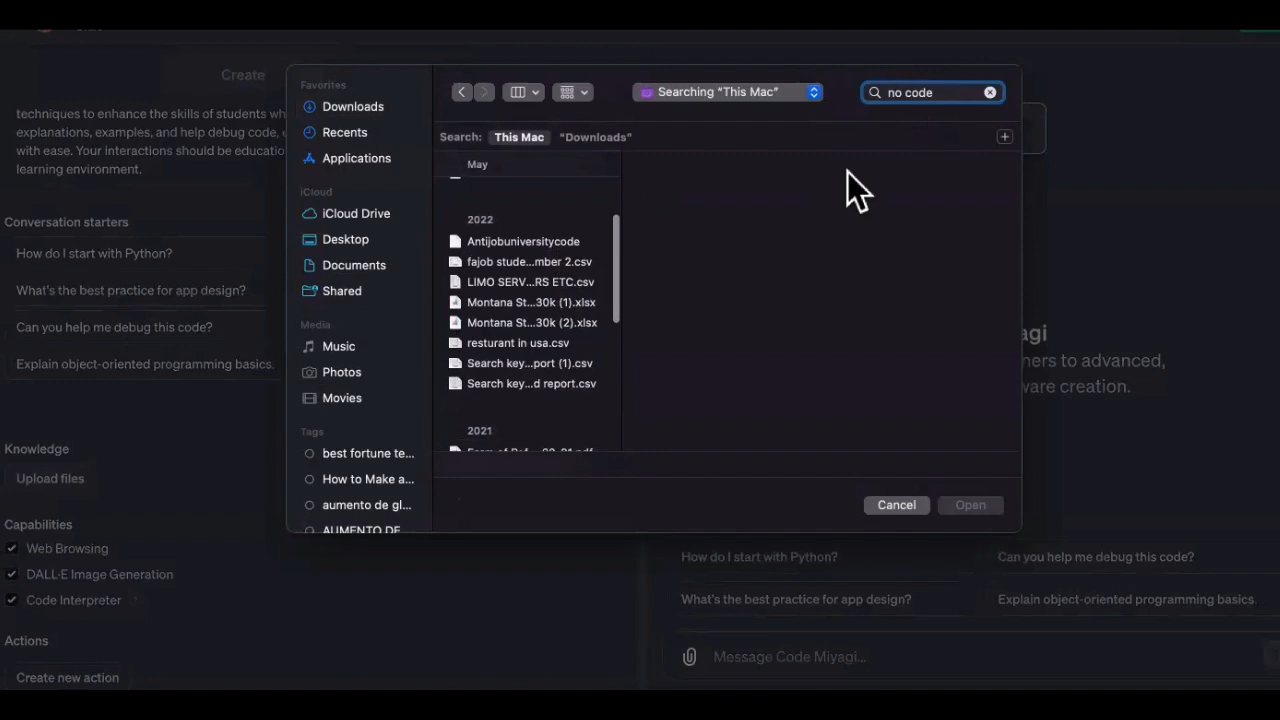 Create
techniques to enhance the skills of students wh
explanations, examples, and help debug code, e
with ease. Your interactions should be educatio
learning environment.
Conversation starters
How do I start with Python?
What's the best practice for app design?
Can you help me debug this code?
Explain object-oriented programming basics.
Knowledge
Upload files
Capabilities
Web Browsing
DALL·E Image Generation
Code Interpreter ?
Actions
Create new action
Favorites
Downloads
Recents
Applications
iCloud
iCloud Drive
Desktop
Documents
Shared
Media
Music
Photos
Movies
Tags
best fortune te...
How to Make a...
aumento de gl...
AUMENTO DE
Searching "This Mac"
no code
Search: This Mac "Downloads"
May
2022
Antijobuniversitycode
fajob stude...mber 2.csv
LIMO SERV...RS ETC.csv
Montana St...30k (1).xlsx
Montana St...30k (2).xlsx
resturant in usa.csv
Search key...port (1).csv
Search key...d report.csv
2021
Cancel
Open
agi
ners to advanced,
ware creation.
How do I start with Python?
Can you help me debug this code?
What's the best practice for app design?
Explain object-oriented programming basics.
Message Code Miyagi...